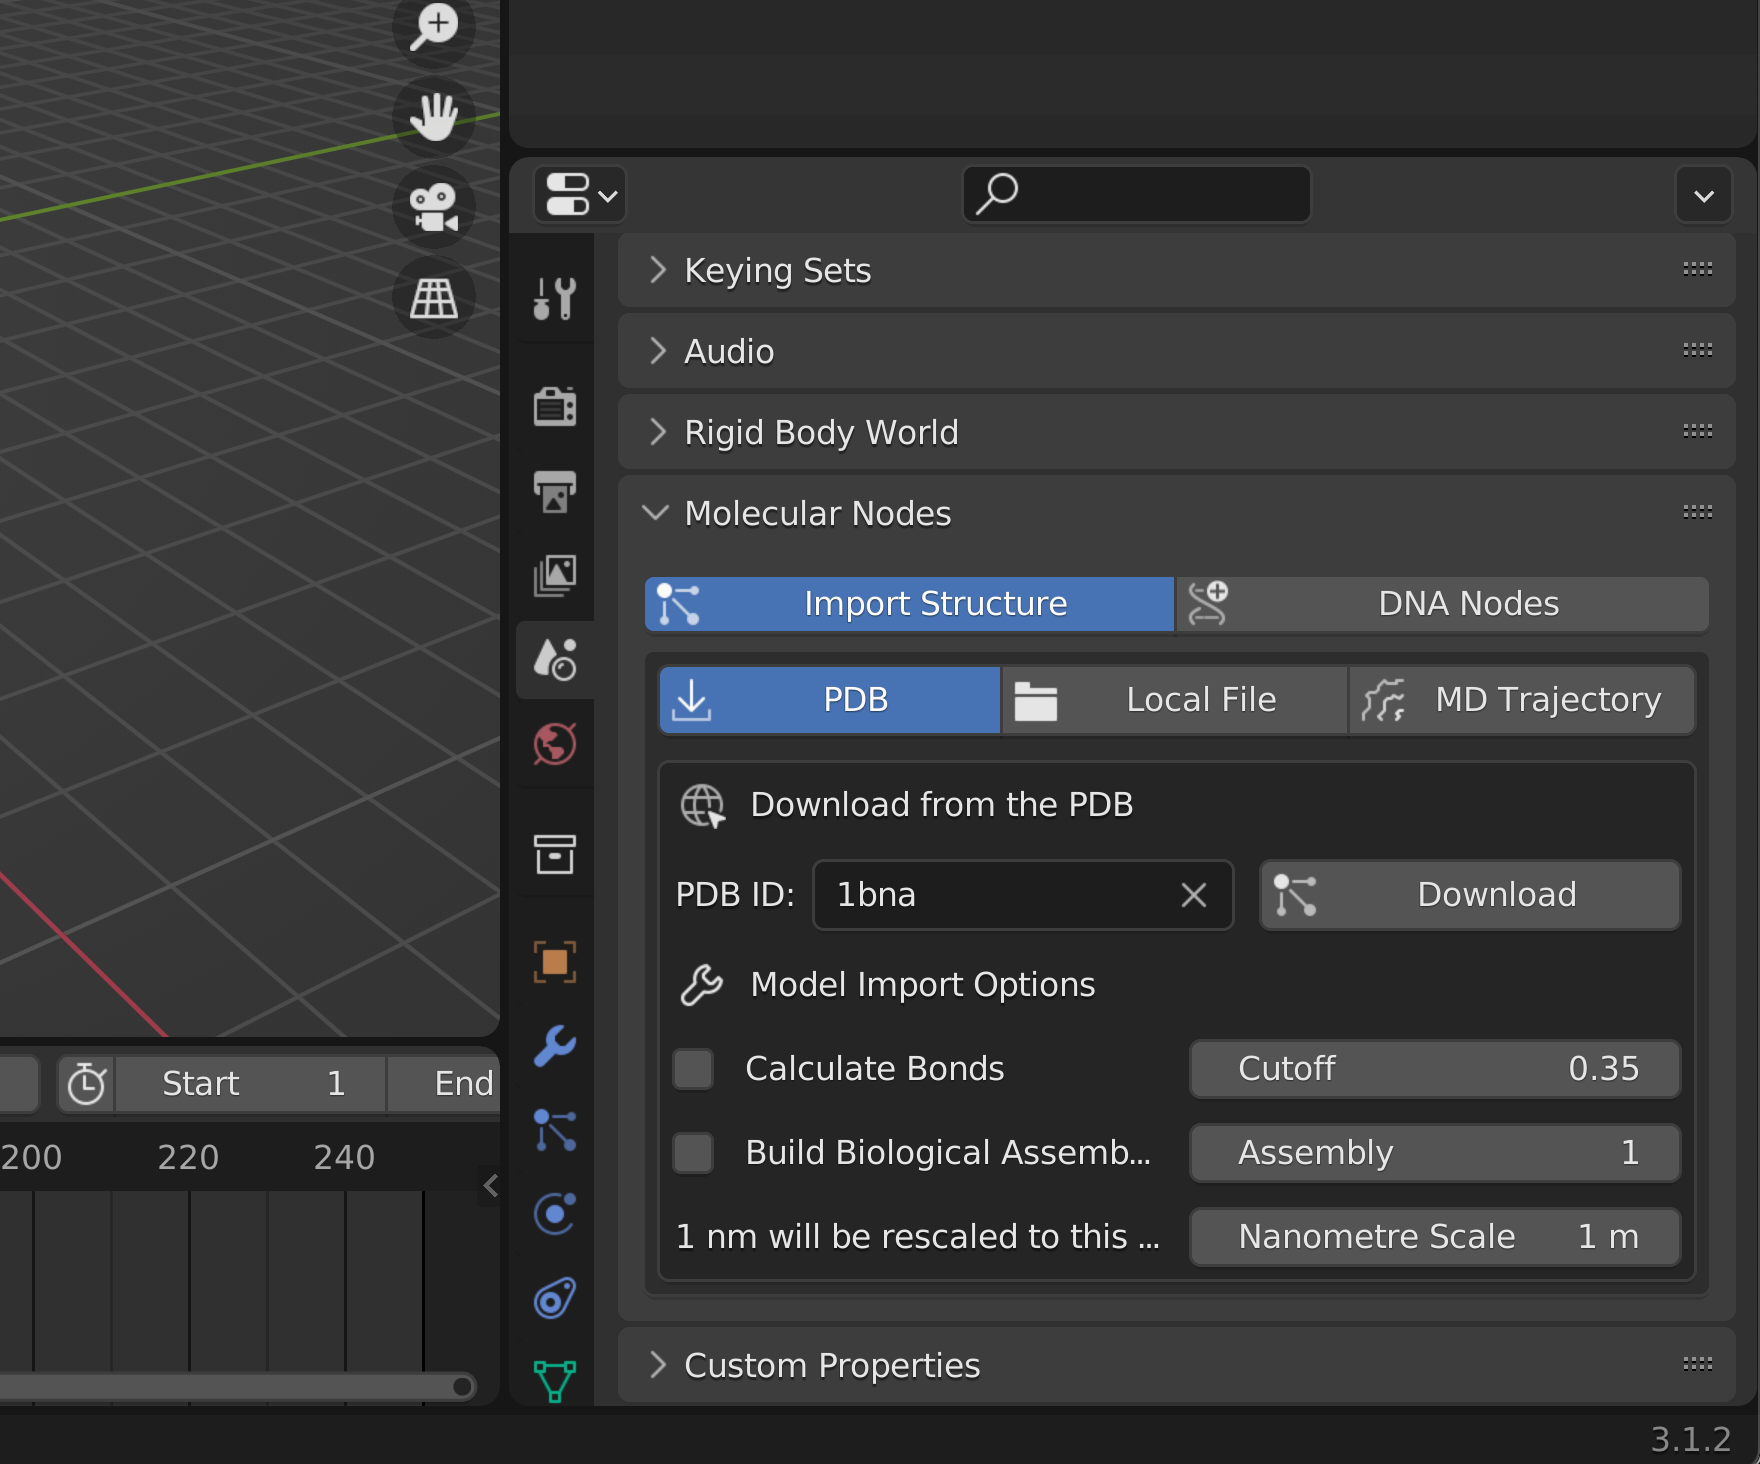 Keying Sets
Audio
Rigid Body World
Molecular Nodes
Import Structure DNA Nodes
PDB Local File MD Trajectory
Download from the PDB
PDB ID: 1bna Download
Model Import Options
Calculate Bonds Cutoff 0.35
Build Biological Assemb... Assembly 1
1 nm will be rescaled to this ... Nanometre Scale 1 m
Custom Properties
Start 1 End
200 220 240
3.1.2